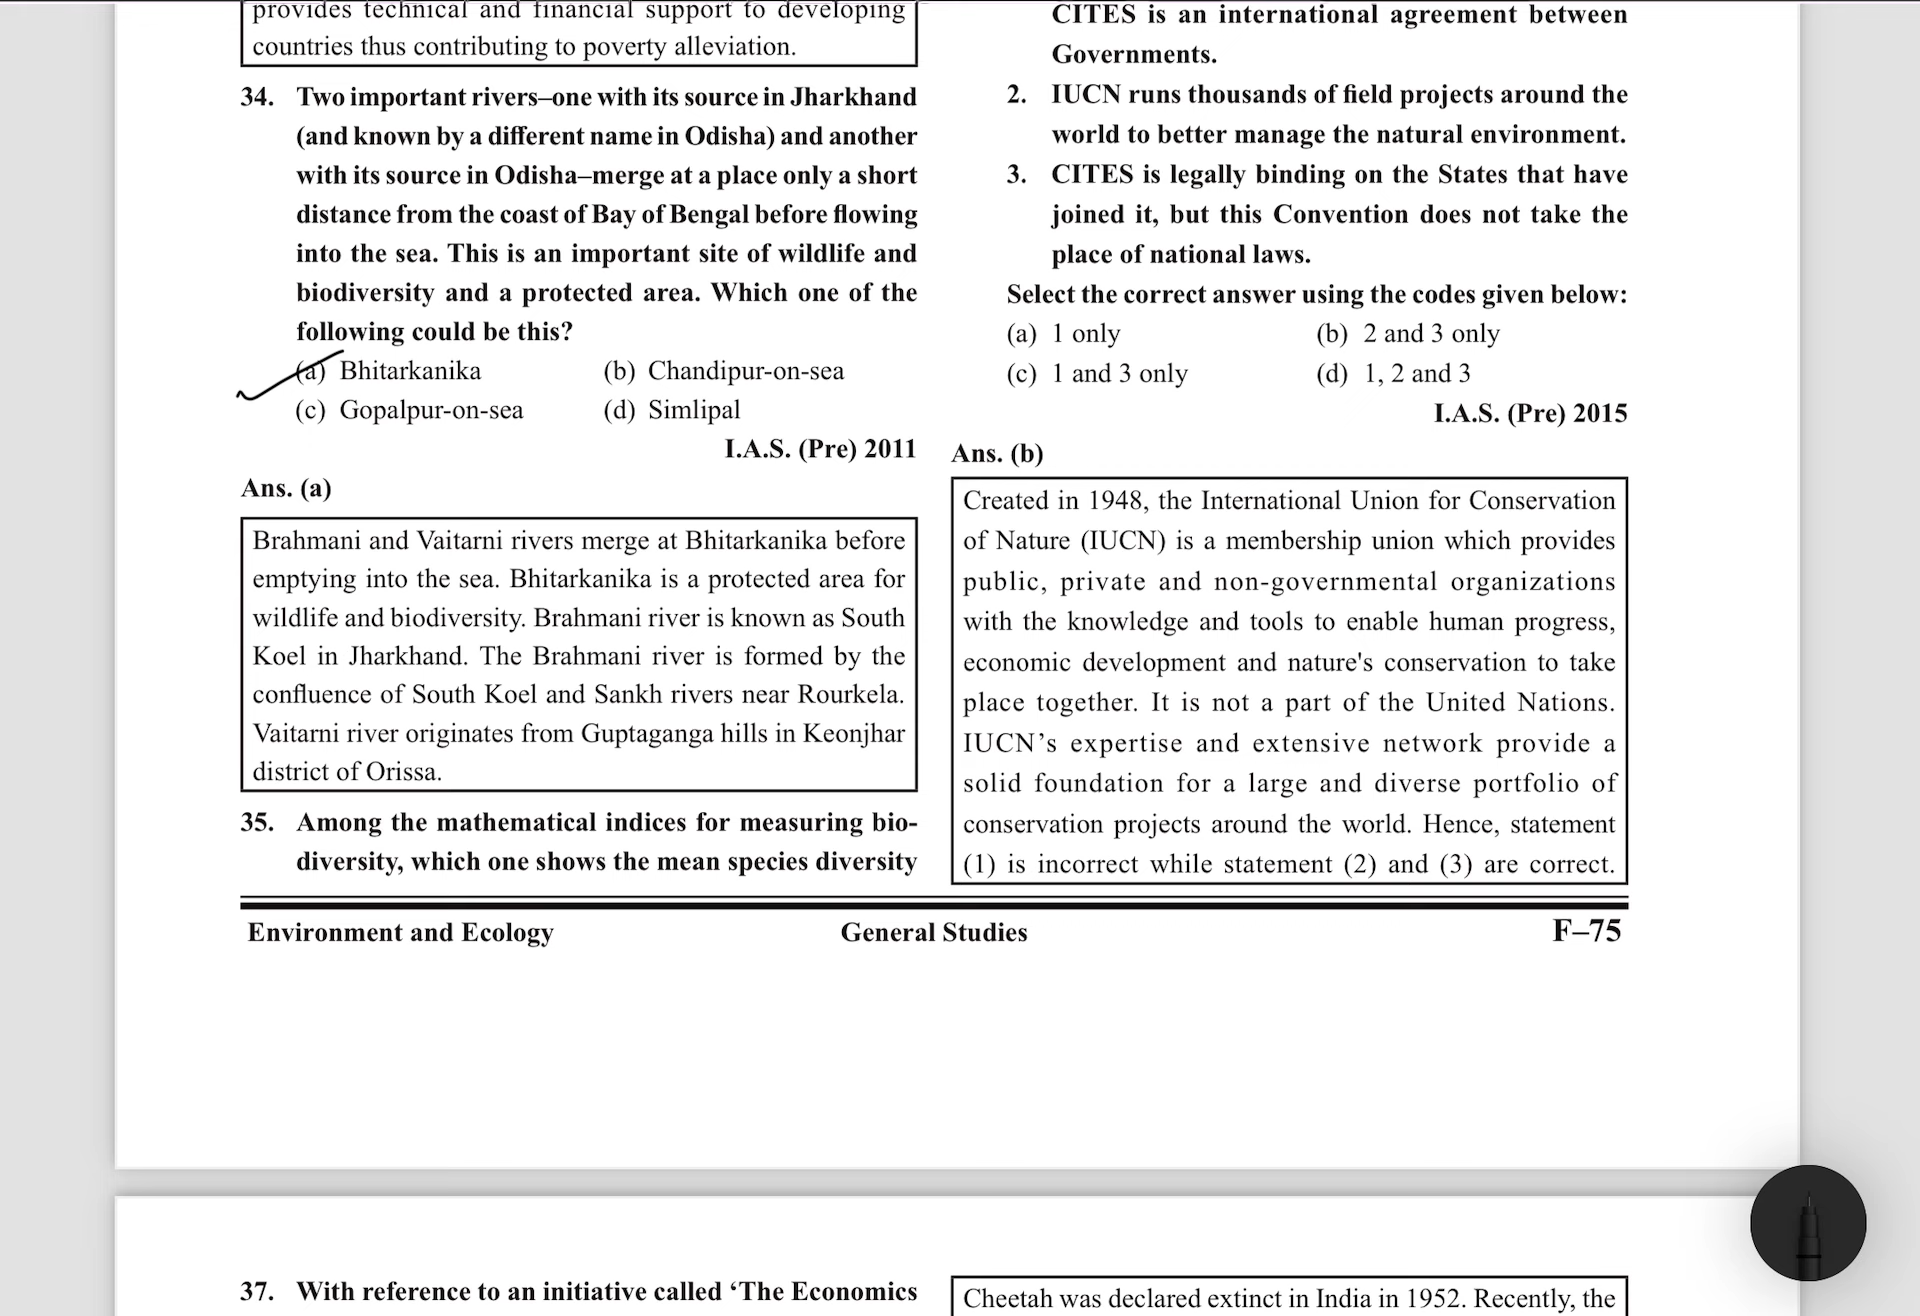 provides technical and financial support to developing
countries thus contributing to poverty alleviation.
34. Two important rivers–one with its source in Jharkhand
(and known by a different name in Odisha) and another
with its source in Odisha–merge at a place only a short
distance from the coast of Bay of Bengal before flowing
into the sea. This is an important site of wildlife and
biodiversity and a protected area. Which one of the
following could be this?
(a) Bhitarkanika (b) Chandipur-on-sea
(c) Gopalpur-on-sea (d) Simlipal
I.A.S. (Pre) 2011
Ans. (a)
Brahmani and Vaitarni rivers merge at Bhitarkanika before
emptying into the sea. Bhitarkanika is a protected area for
wildlife and biodiversity. Brahmani river is known as South
Koel in Jharkhand. The Brahmani river is formed by the
confluence of South Koel and Sankh rivers near Rourkela.
Vaitarni river originates from Guptaganga hills in Keonjhar
district of Orissa.
35. Among the mathematical indices for measuring bio-
diversity, which one shows the mean species diversity
CITES is an international agreement between
Governments.
2. IUCN runs thousands of field projects around the
world to better manage the natural environment.
3. CITES is legally binding on the States that have
joined it, but this Convention does not take the
place of national laws.
Select the correct answer using the codes given below:
(a) 1 only (b) 2 and 3 only
(c) 1 and 3 only (d) 1, 2 and 3
I.A.S. (Pre) 2015
Ans. (b)
Created in 1948, the International Union for Conservation
of Nature (IUCN) is a membership union which provides
public, private and non-governmental organizations
with the knowledge and tools to enable human progress,
economic development and nature's conservation to take
place together. It is not a part of the United Nations.
IUCN’s expertise and extensive network provide a
solid foundation for a large and diverse portfolio of
conservation projects around the world. Hence, statement
(1) is incorrect while statement (2) and (3) are correct.
Environment and Ecology General Studies F–75
37. With reference to an initiative called ‘The Economics
Cheetah was declared extinct in India in 1952. Recently, the